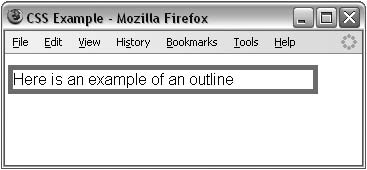 CSS Example - Mozilla Firefox
File Edit View History Bookmarks Tools Help
Here is an example of an outline